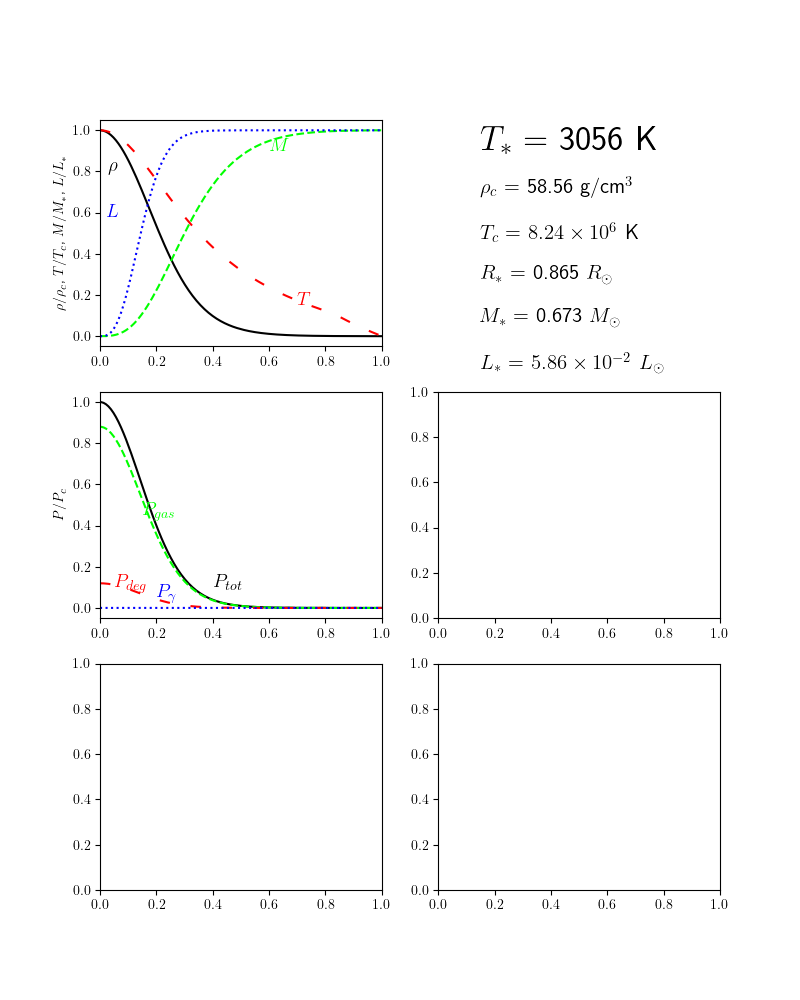 1.0
0.8
0.6
0.4
0.2
0.0
ρ/ρ_c, T/T_c, M/M_*, L/L_*
ρ
L
M
T
0.0 0.2 0.4 0.6 0.8 1.0
T_* = 3056 K
ρ_c = 58.56 g/cm^3
T_c = 8.24 × 10^6 K
R_* = 0.865 R_⊙
M_* = 0.673 M_⊙
L_* = 5.86 × 10^−2 L_⊙
1.0
0.8
0.6
0.4
0.2
0.0
P/P_c
P_gas
P_deg
P_γ
P_tot
0.0 0.2 0.4 0.6 0.8 1.0
1.0
0.8
0.6
0.4
0.2
0.0
0.0 0.2 0.4 0.6 0.8 1.0
1.0
0.8
0.6
0.4
0.2
0.0
0.0 0.2 0.4 0.6 0.8 1.0
1.0
0.8
0.6
0.4
0.2
0.0
0.0 0.2 0.4 0.6 0.8 1.0